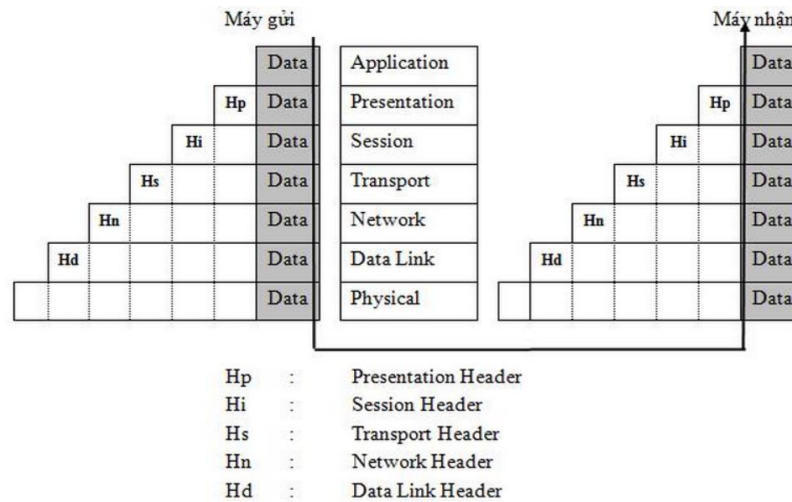 Máy gửi Máy nhận
Data Application Data
Hp Data Presentation Hp Data
Hi Data Session Hi Data
Hs Data Transport Hs Data
Hn Data Network Hn Data
Hd Data Data Link Hd Data
Data Physical Data
Hp : Presentation Header
Hi : Session Header
Hs : Transport Header
Hn : Network Header
Hd : Data Link Header